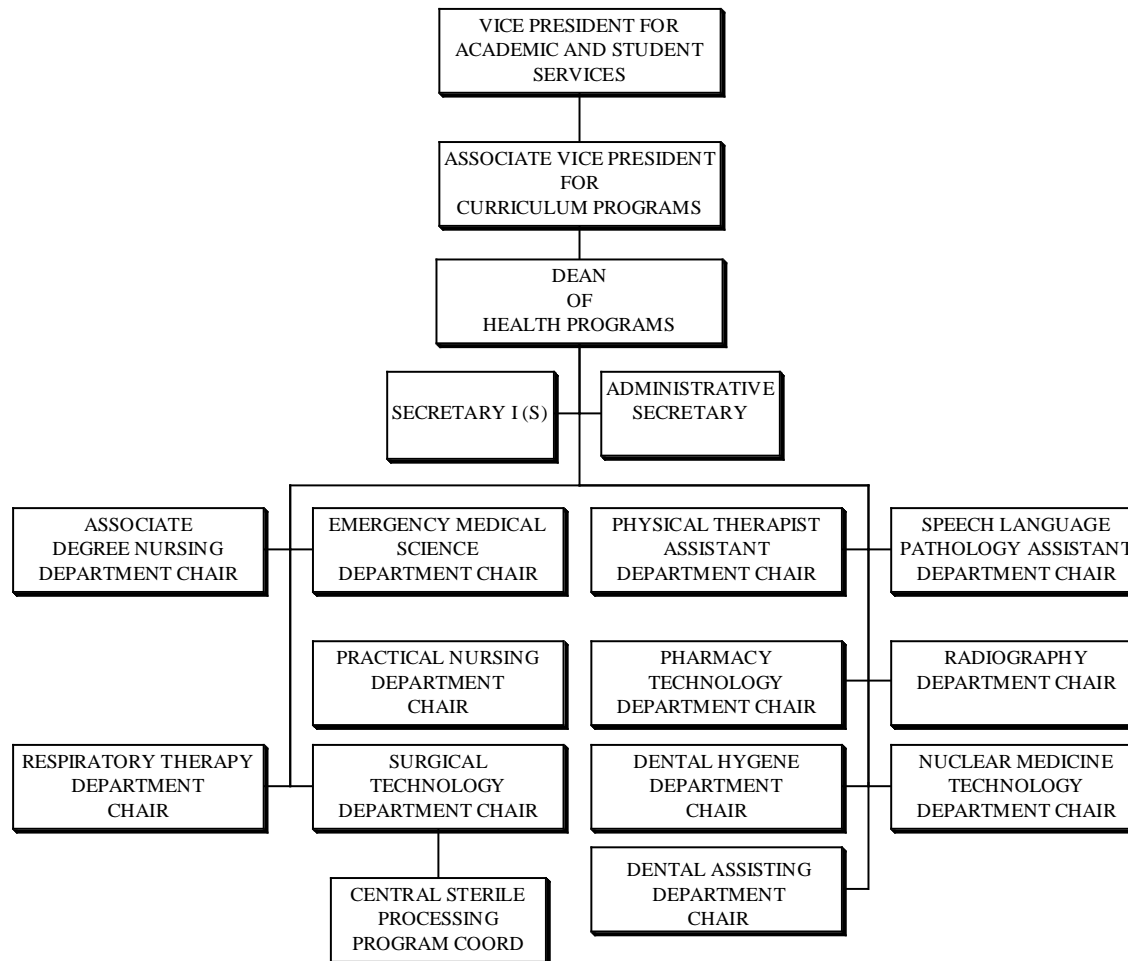 VICE PRESIDENT FOR
ACADEMIC AND STUDENT
SERVICES
ASSOCIATE VICE PRESIDENT
FOR
CURRICULUM PROGRAMS
DEAN
OF
HEALTH PROGRAMS
SECRETARY I (S)
ADMINISTRATIVE
SECRETARY
ASSOCIATE
DEGREE NURSING
DEPARTMENT CHAIR
EMERGENCY MEDICAL
SCIENCE
DEPARTMENT CHAIR
PHYSICAL THERAPIST
ASSISTANT
DEPARTMENT CHAIR
SPEECH LANGUAGE
PATHOLOGY ASSISTANT
DEPARTMENT CHAIR
PRACTICAL NURSING
DEPARTMENT
CHAIR
PHARMACY
TECHNOLOGY
DEPARTMENT CHAIR
RADIOGRAPHY
DEPARTMENT CHAIR
RESPIRATORY THERAPY
DEPARTMENT
CHAIR
SURGICAL
TECHNOLOGY
DEPARTMENT CHAIR
DENTAL HYGENE
DEPARTMENT
CHAIR
NUCLEAR MEDICINE
TECHNOLOGY
DEPARTMENT CHAIR
CENTRAL STERILE
PROCESSING
PROGRAM COORD
DENTAL ASSISTING
DEPARTMENT
CHAIR